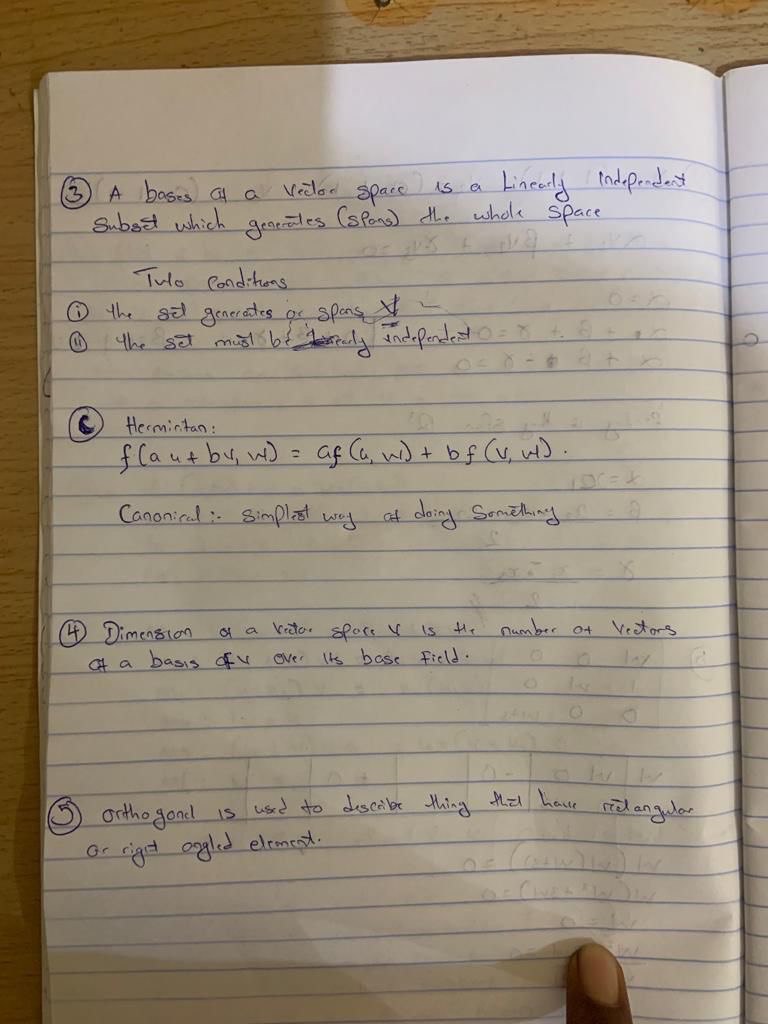 ③ A bases of a vector space is a Linearly Independent
Subset which generates (spans) the whole space
Two Conditions
(i) the set generates or spans V
(ii) the set must be Linearly independent
(C) Hermintan:
f(au + bv, w) = af(u, w) + bf(v, w).
Canonical:- Simplest way of doing Something
④ Dimension of a vector space V is the number of vectors
of a basis of V over its base field.
⑤ Orthogonal is used to describe thing that have rectangular
or right angled element.